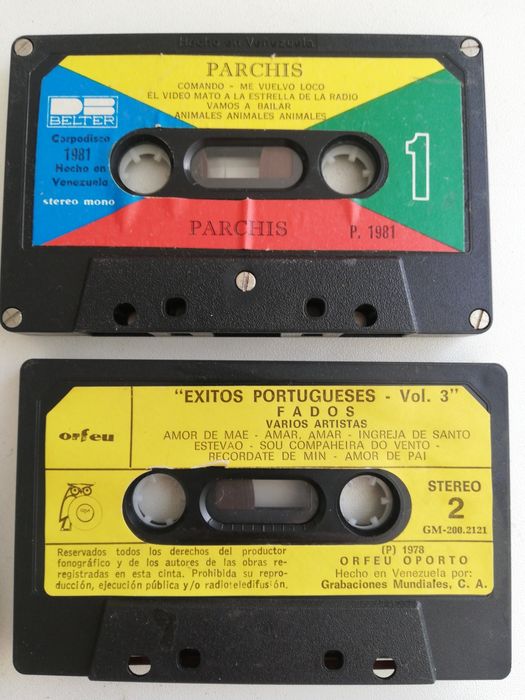 Hecho en Venezuela
PARCHIS
COMANDO - ME VUELVO LOCO
EL VIDEO MATO A LA ESTRELLA DE LA RADIO
VAMOS A BAILAR
ANIMALES ANIMALES ANIMALES
BELTER
Corpodisco
1981
Hecho en
Venezuela
stereo mono
1
PARCHIS
P. 1981
"EXITOS PORTUGUESES - Vol. 3"
FADOS
VARIOS ARTISTAS
orfeu
AMOR DE MAE - AMAR, AMAR - INGREJA DE SANTO
ESTEVAO - SOU COMPAHEIRA DO VENTO -
RECORDATE DE MIN - AMOR DE PAI
STEREO
2
GM-200.2121
Reservados todos los derechos del productor
fonográfico y de los autores de las obras re-
registradas en esta cinta. Prohibida su repro-
ducción, ejecución pública y/o radioteledifusión.
(P) 1978
ORFEU OPORTO
Hecho en Venezuela por:
Grabaciones Mundiales, C. A.